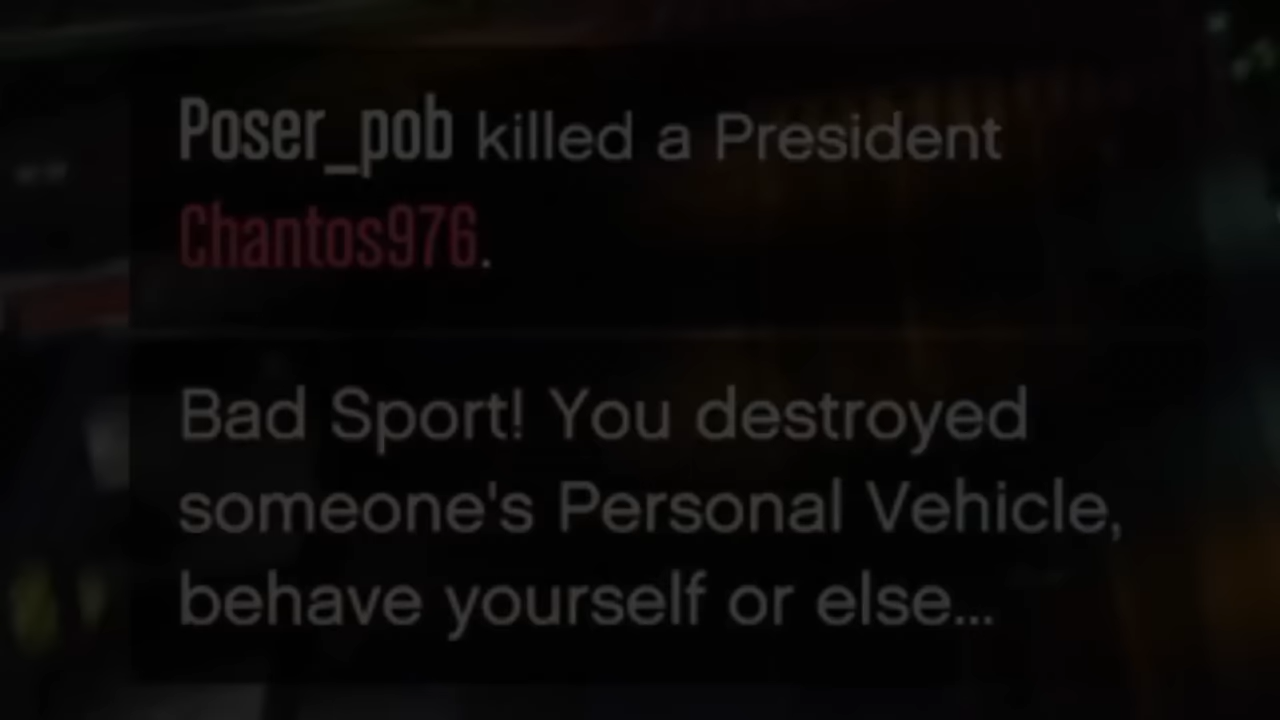 Poser_pob killed a President
Chantos976.
Bad Sport! You destroyed
someone's Personal Vehicle,
behave yourself or else...